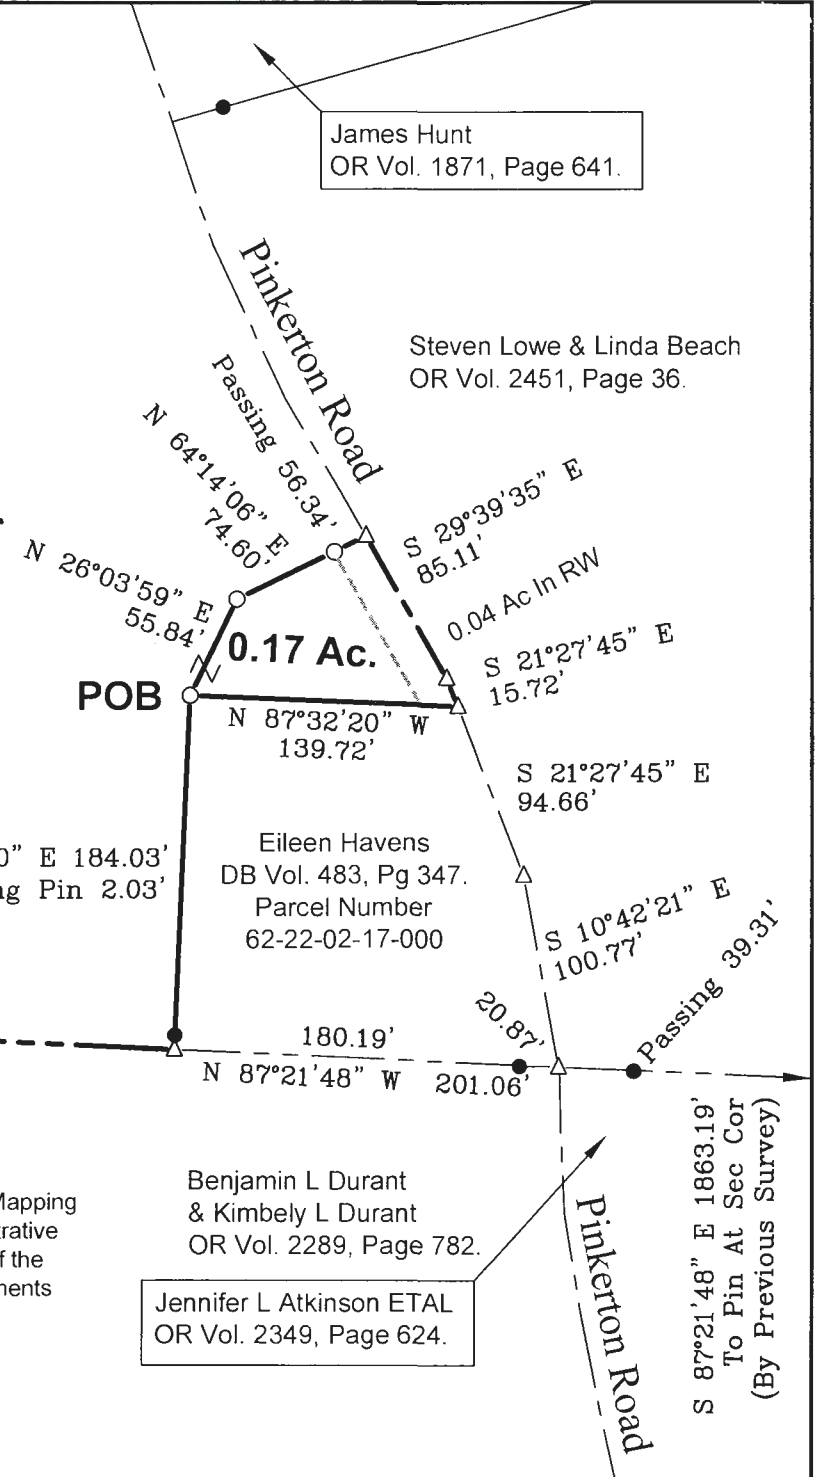 James Hunt
OR Vol. 1871, Page 641.
Pinkerton Road
Steven Lowe & Linda Beach
OR Vol. 2451, Page 36.
Passing 56.34'
N 64°14'06" E
74.60'
S 29°39'35" E
85.11'
N 26°03'59" E
55.84'
0.04 Ac In RW
0.17 Ac.
S 21°27'45" E
15.72'
POB
N 87°32'20" W
139.72'
S 21°27'45" E
94.66'
Eileen Havens
DB Vol. 483, Pg 347.
Parcel Number
62-22-02-17-000
0" E 184.03'
ng Pin 2.03'
S 10°42'21" E
100.77'
Passing 39.31'
20.87'
180.19'
N 87°21'48" W 201.06'
S 87°21'48" E 1863.19'
To Pin At Sec Cor
(By Previous Survey)
Benjamin L Durant
& Kimbely L Durant
OR Vol. 2289, Page 782.
Mapping
trative
f the
ments
Jennifer L Atkinson ETAL
OR Vol. 2349, Page 624.
Pinkerton Road